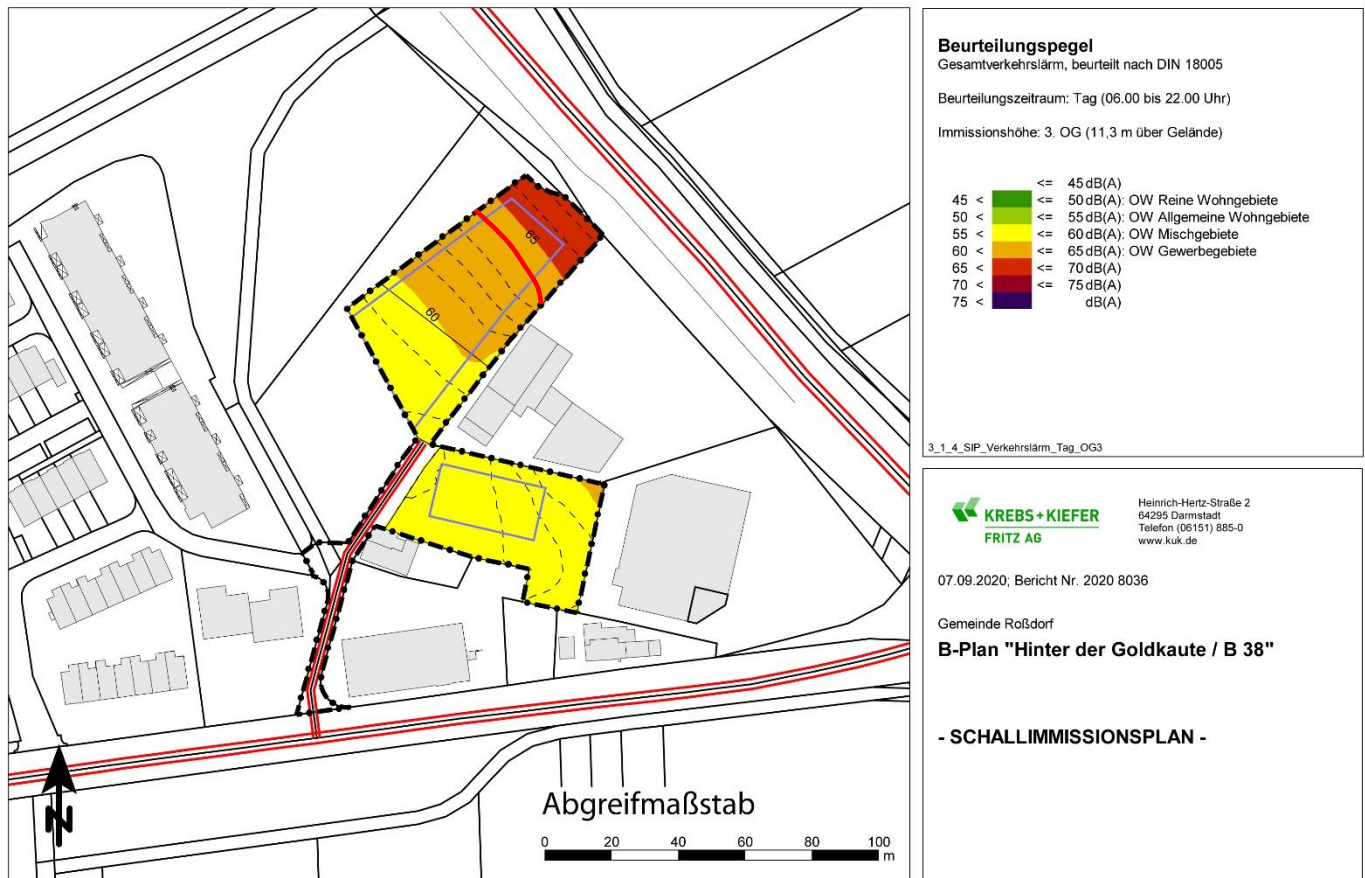 65
60
N
Abgreifmaßstab
0 20 40 60 80 100
m
Beurteilungspegel
Gesamtverkehrslärm, beurteilt nach DIN 18005
Beurteilungszeitraum: Tag (06.00 bis 22.00 Uhr)
Immissionshöhe: 3. OG (11,3 m über Gelände)
<= 45 dB(A)
45 < <= 50 dB(A): OW Reine Wohngebiete
50 < <= 55 dB(A): OW Allgemeine Wohngebiete
55 < <= 60 dB(A): OW Mischgebiete
60 < <= 65 dB(A): OW Gewerbegebiete
65 < <= 70 dB(A)
70 < <= 75 dB(A)
75 < dB(A)
3_1_4_SIP_Verkehrslärm_Tag_OG3
KREBS+KIEFER
FRITZ AG
Heinrich-Hertz-Straße 2
64295 Darmstadt
Telefon (06151) 885-0
www.kuk.de
07.09.2020; Bericht Nr. 2020 8036
Gemeinde Roßdorf
B-Plan "Hinter der Goldkaute / B 38"
- SCHALLIMMISSIONSPLAN -